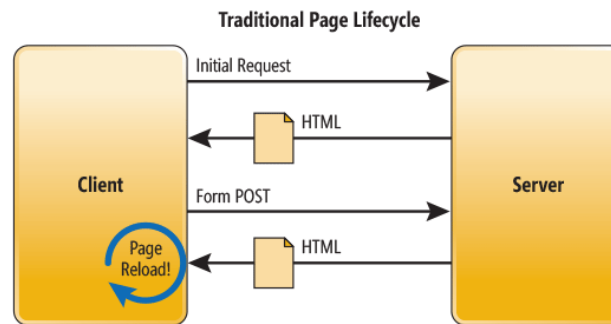 Traditional Page Lifecycle
Initial Request
HTML
Client
Server
Form POST
HTML
Page
Reload!